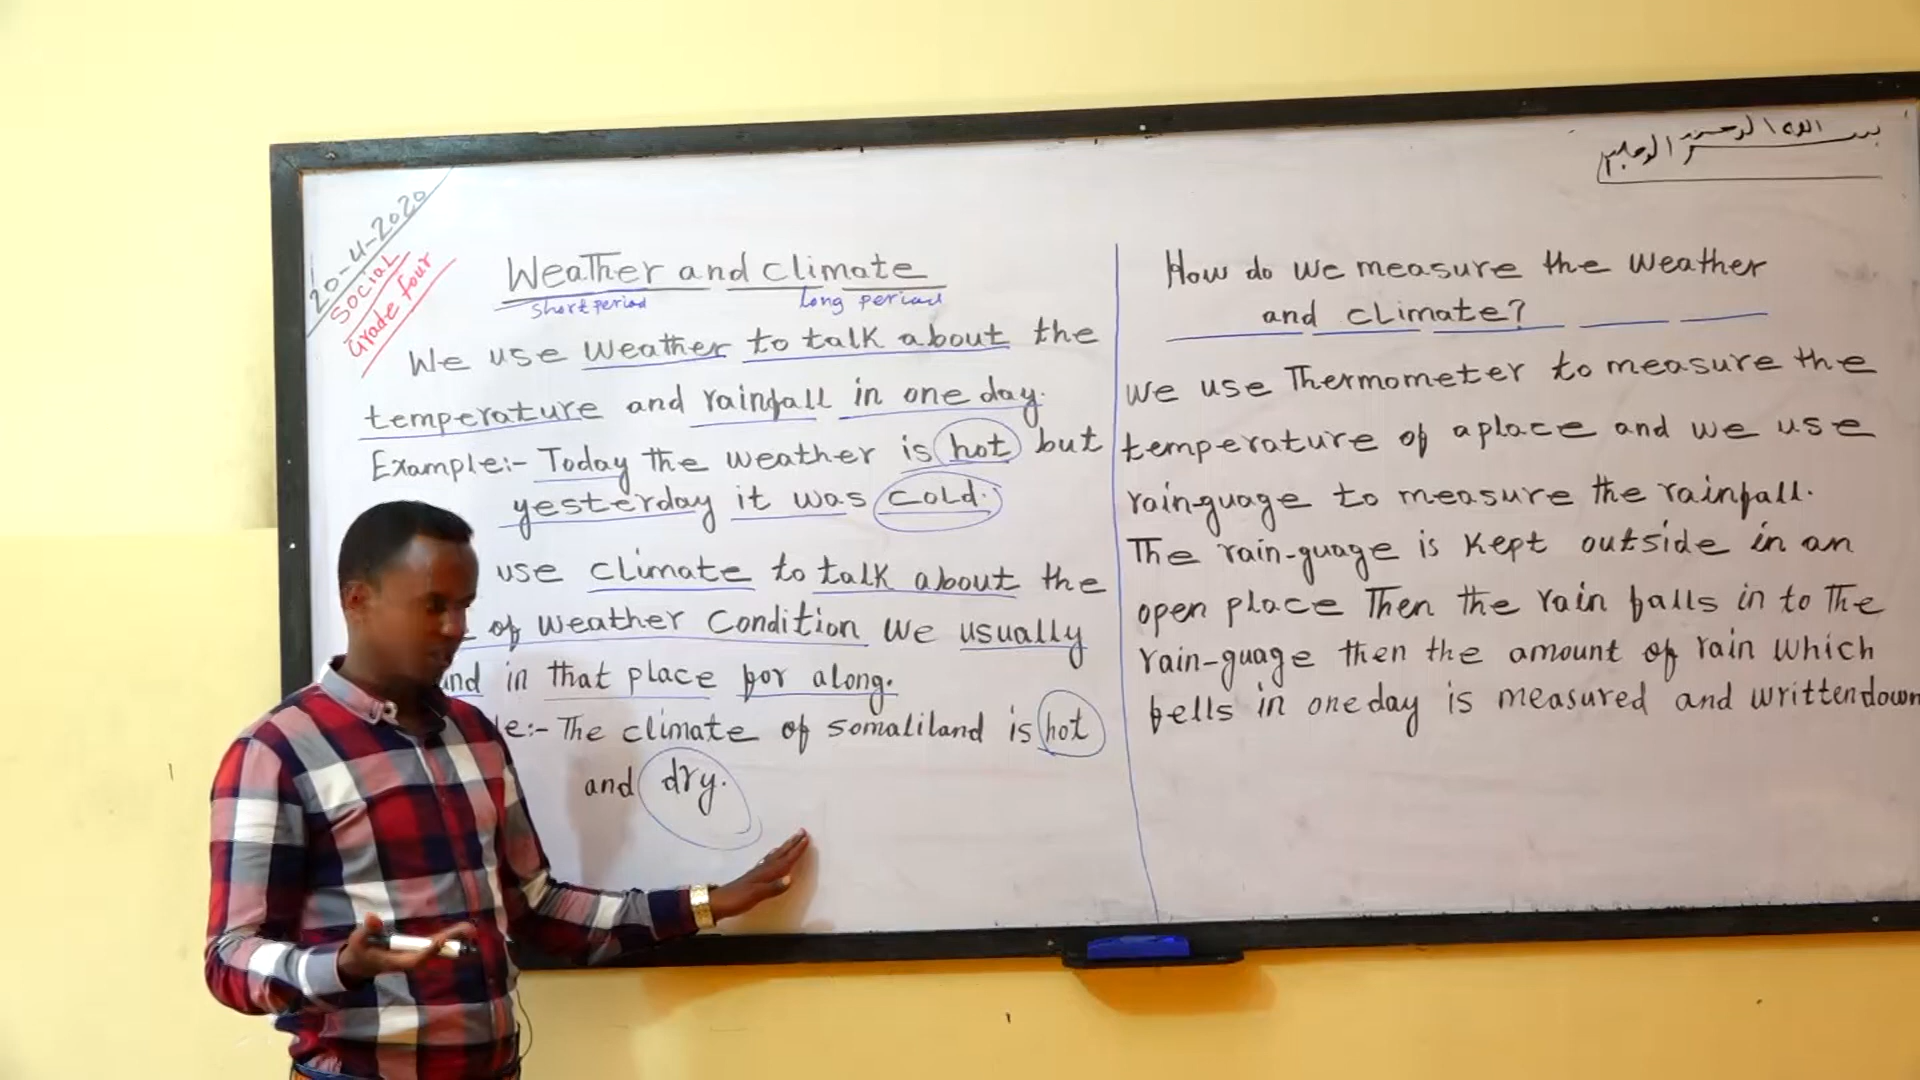 بسم الله الرحمن الرحيم
20-4-2020
Social
Grade four
Weather and climate
short period long period
We use weather to talk about the
temperature and rainfall in one day.
Example:- Today the weather is hot but
yesterday it was cold.
use climate to talk about the
of weather Condition we usually
in that place for along.
The climate of somaliland is hot
and dry.
How do we measure the weather
and climate?
We use Thermometer to measure the
temperature of aplace and we use
rain-guage to measure the rainfall.
The rain-guage is kept outside in an
open place Then the rain falls in to The
rain-guage then the amount of rain which
fells in one day is measured and written down